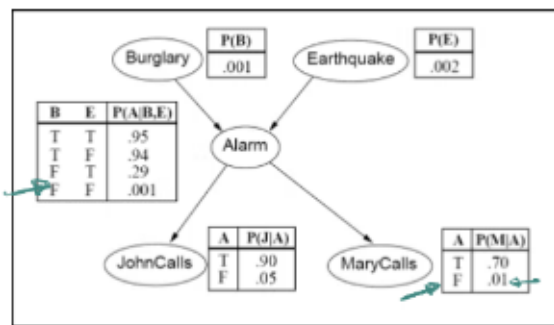 P(B)
Burglary
.001
Earthquake
P(E)
.002
B E P(A|B,E)
T T .95
T F .94
F T .29
F F .001
Alarm
A P(J|A)
JohnCalls
T .90
F .05
MaryCalls
A P(M|A)
T .70
F .01